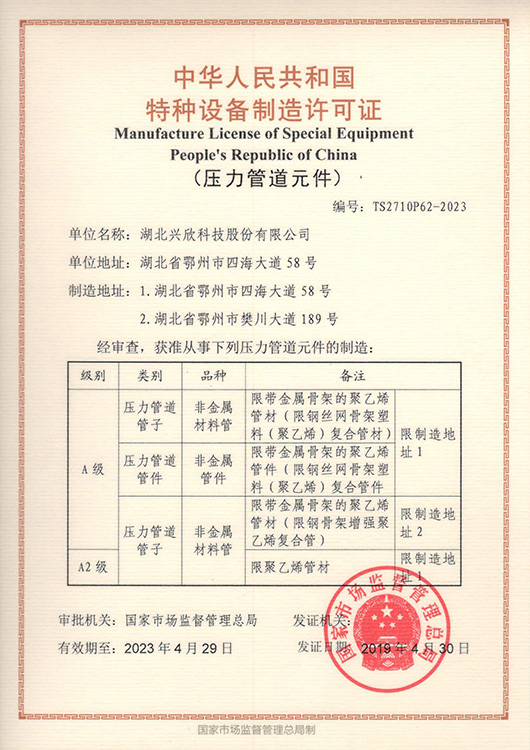 中华人民共和国
特种设备制造许可证
Manufacture License of Special Equipment
People's Republic of China
(压力管道元件)
编号: TS2710P62-2023
单位名称: 湖北兴欣科技股份有限公司
单位地址: 湖北省鄂州市四海大道58号
制造地址: 1.湖北省鄂州市四海大道58号
2.湖北省鄂州市樊川大道189号
经审查, 获准从事下列压力管道元件的制造:
级别 类别 品种 备注
A级
压力管道
管子
非金属
材料管
限带金属骨架的聚乙烯
管材(限钢丝网骨架塑
料(聚乙烯)复合管材)
限制造地
址1
压力管道
管件
非金属
管件
限带金属骨架的聚乙烯
管件(限钢丝网骨架塑
料(聚乙烯)复合管件
压力管道
管子
非金属
材料管
限带金属骨架的聚乙烯
管材(限钢骨架增强聚
乙烯复合管)
限制造地
址2
A2级
限聚乙烯管材
限制造地
址1
审批机关: 国家市场监督管理总局
发证机关:
有效期至: 2023年4月29日
发证日期: 2019年4月30日
国家市场监督管理总局
国家市场监督管理总局制